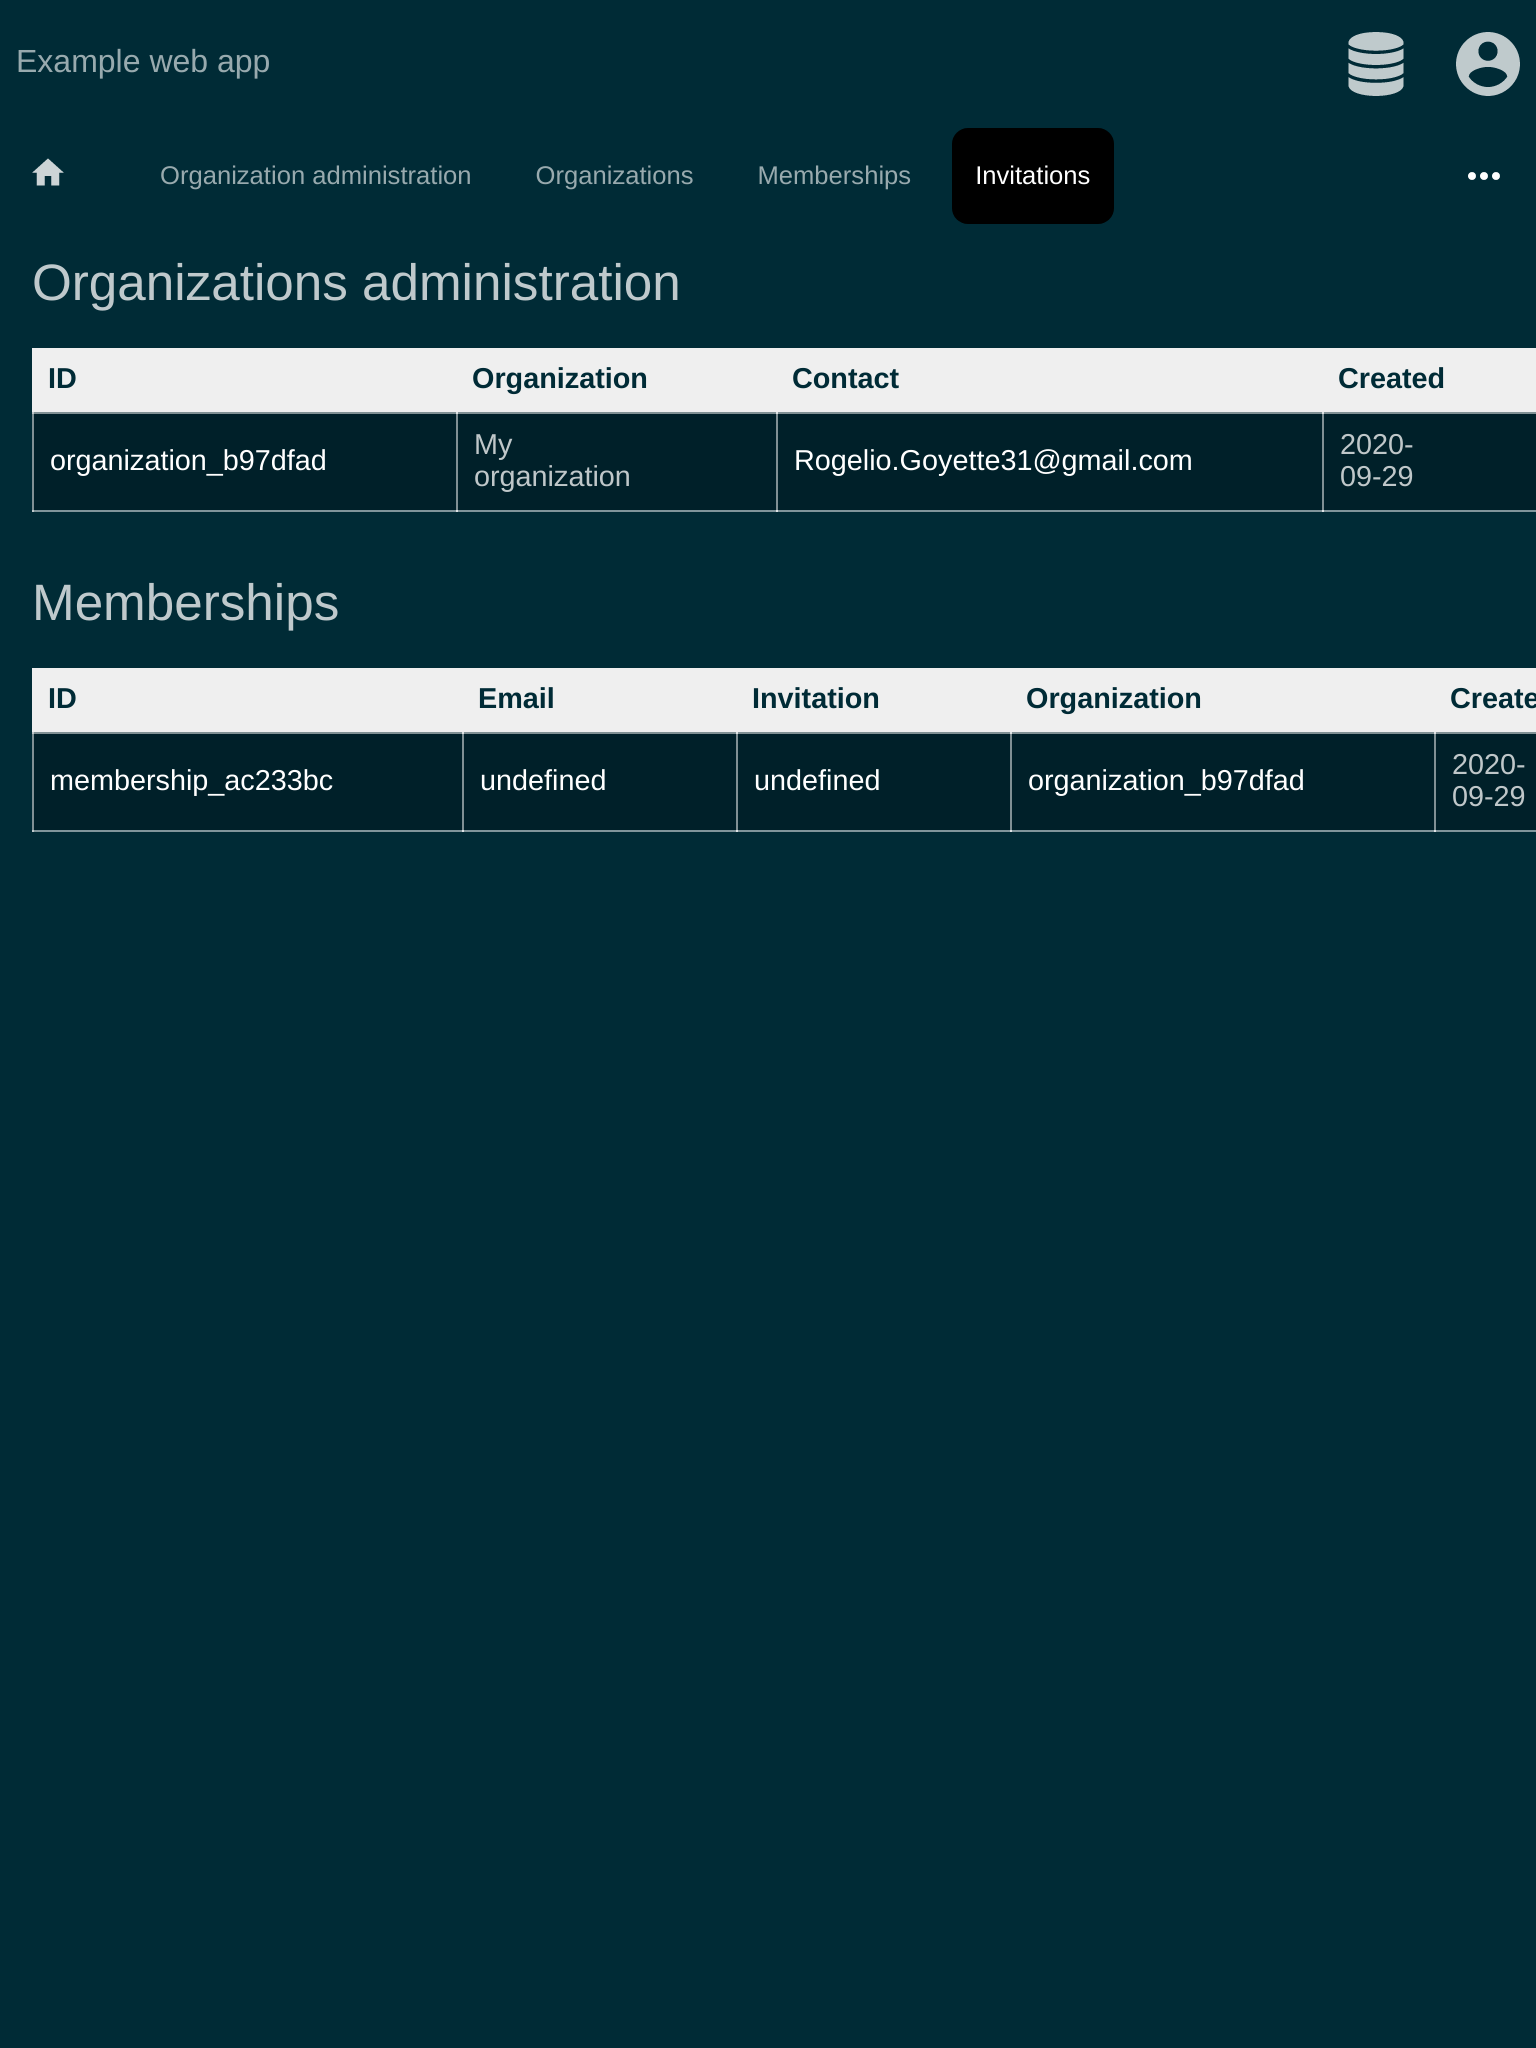 Example web app
Organization administration Organizations Memberships Invitations
Organizations administration
ID Organization Contact Created
organization_b97dfad My organization Rogelio.Goyette31@gmail.com 2020-09-29
Memberships
ID Email Invitation Organization Create
membership_ac233bc undefined undefined organization_b97dfad 2020-09-29